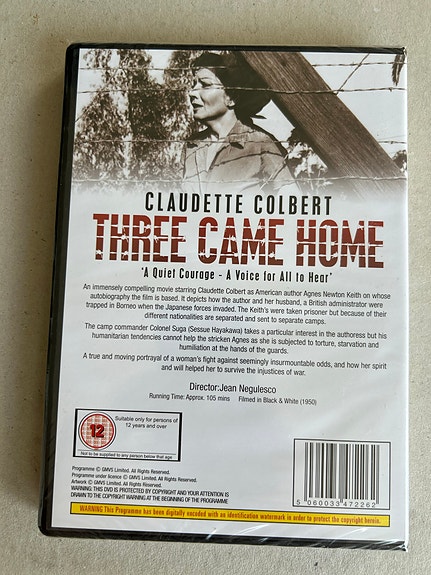 CLAUDETTE COLBERT
THREE CAME HOME
'A Quiet Courage - A Voice for All to Hear'
An immensely compelling movie starring Claudette Colbert as American author Agnes Newton Keith on whose
autobiography the film is based. It depicts how the author and her husband, a British administrator were
trapped in Borneo when the Japanese forces invaded. The Keith's were taken prisoner but because of their
different nationalities are separated and sent to separate camps.
The camp commander Colonel Suga (Sessue Hayakawa) takes a particular interest in the authoress but his
humanitarian tendencies cannot help the stricken Agnes as she is subjected to torture, starvation and
humiliation at the hands of the guards.
A true and moving portrayal of a woman's fight against seemingly insurmountable odds, and how her spirit
and will helped her to survive the injustices of war.
Director:Jean Negulesco
Running Time: Approx. 105 mins Filmed in Black & White (1950)
12
Suitable only for persons of
12 years and over
Not to be supplied to any person below that age
Programme © GMVS Limited. All Rights Reserved.
Programme under licence © GMVS Limited. All Rights Reserved.
Artwork © GMVS Limited. All Rights Reserved.
WARNING: THIS DVD IS PROTECTED BY COPYRIGHT AND YOUR ATTENTION IS
DRAWN TO THE COPYRIGHT WARNING AT THE BEGINNING OF THE PROGRAMME
5 060033 472262
WARNING This Programme has been digitally encoded with an identification watermark in order to protect the copyright herein.